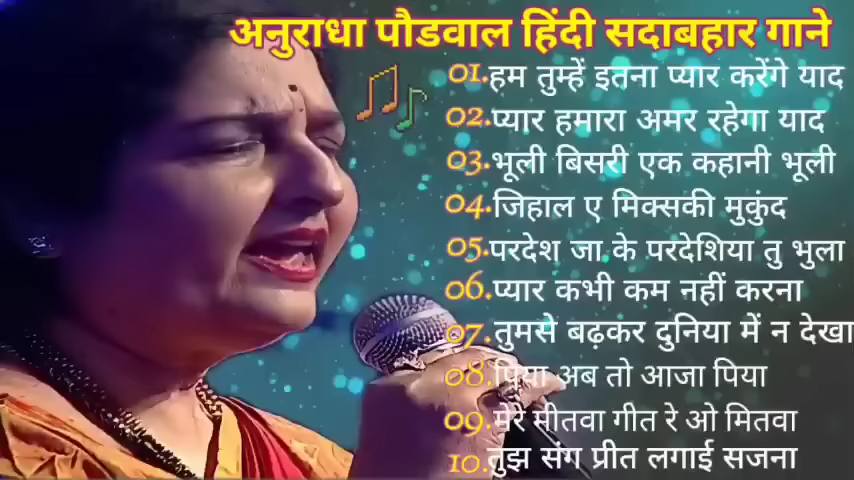 अनुराधा पौडवाल हिंदी सदाबहार गाने
01.हम तुम्हें इतना प्यार करेंगे याद
02.प्यार हमारा अमर रहेगा याद
03.भूली बिसरी एक कहानी भूली
04.जिहाल ए मिक्सकी मुकुंद
05.परदेश जा के परदेशिया तु भुला
06.प्यार कभी कम नहीं करना
07.तुमसे बढ़कर दुनिया में न देखा
08.पिया अब तो आजा पिया
09.मेरे मीतवा गीत रे ओ मितवा
10.तुझ संग प्रीत लगाई सजना